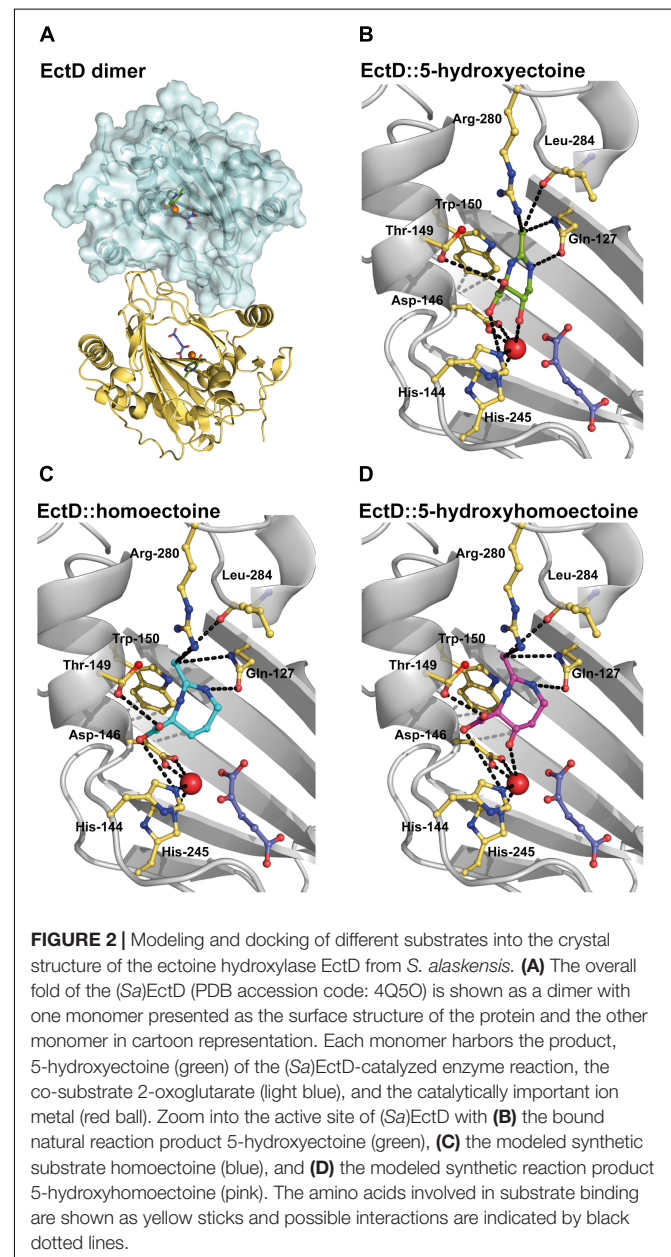 A
EctD dimer
B
EctD::5-hydroxyectoine
Arg-280
Leu-284
Trp-150
Thr-149
Gln-127
Asp-146
His-144
His-245
C
EctD::homoectoine
Arg-280
Leu-284
Trp-150
Thr-149
Gln-127
Asp-146
His-144
His-245
D
EctD::5-hydroxyhomoectoine
Arg-280
Leu-284
Trp-150
Thr-149
Gln-127
Asp-146
His-144
His-245
FIGURE 2 | Modeling and docking of different substrates into the crystal
structure of the ectoine hydroxylase EctD from S. alaskensis. (A) The overall
fold of the (Sa)EctD (PDB accession code: 4Q5O) is shown as a dimer with
one monomer presented as the surface structure of the protein and the other
monomer in cartoon representation. Each monomer harbors the product,
5-hydroxyectoine (green) of the (Sa)EctD-catalyzed enzyme reaction, the
co-substrate 2-oxoglutarate (light blue), and the catalytically important ion
metal (red ball). Zoom into the active site of (Sa)EctD with (B) the bound
natural reaction product 5-hydroxyectoine (green), (C) the modeled synthetic
substrate homoectoine (blue), and (D) the modeled synthetic reaction product
5-hydroxyhomoectoine (pink). The amino acids involved in substrate binding
are shown as yellow sticks and possible interactions are indicated by black
dotted lines.